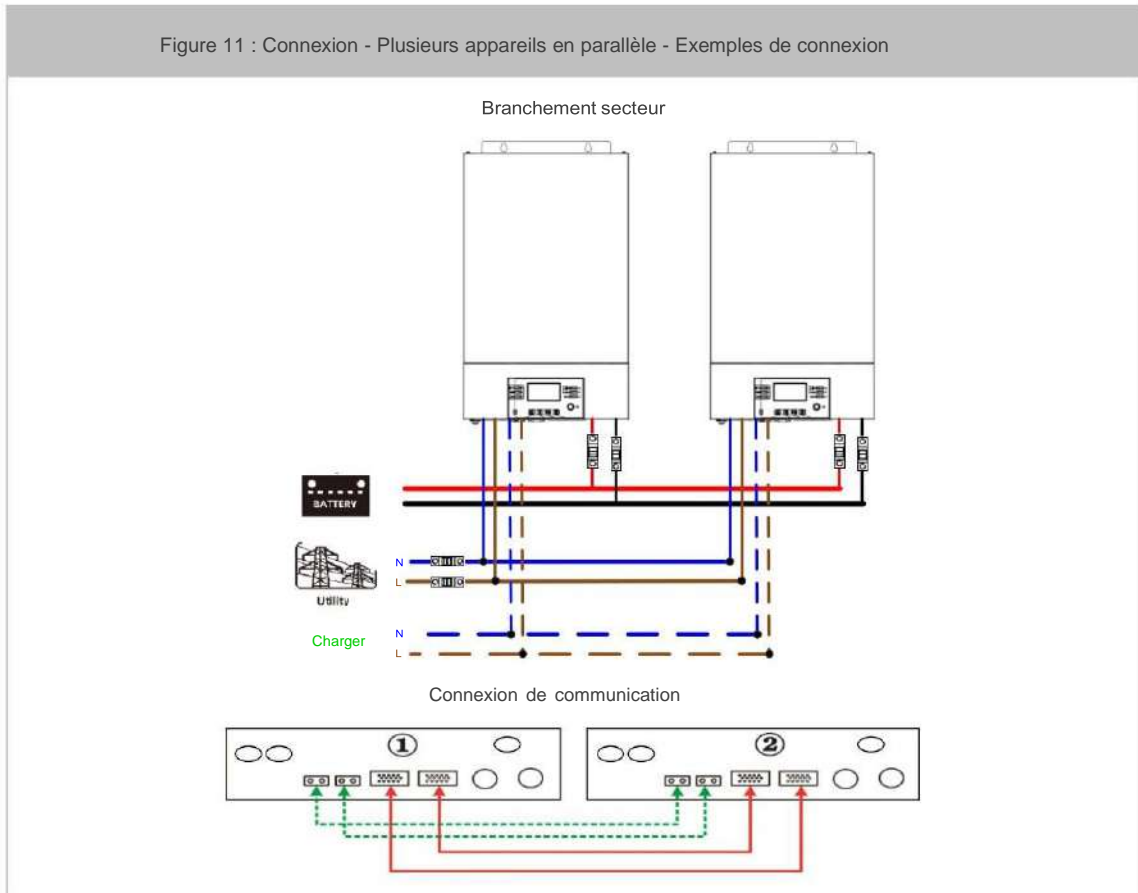 Figure 11 : Connexion - Plusieurs appareils en parallèle - Exemples de connexion
Branchement secteur
BATTERY
N
L
Utility
Charger
N
L
Connexion de communication
①
②